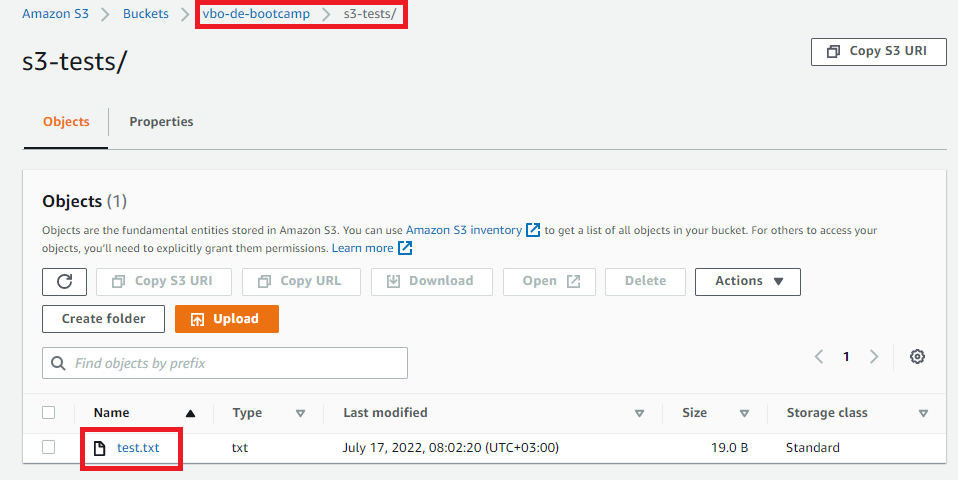 Amazon S3 > Buckets > vbo-de-bootcamp > s3-tests/
s3-tests/
Copy S3 URI
Objects Properties
Objects (1)
Objects are the fundamental entities stored in Amazon S3. You can use Amazon S3 inventory to get a list of all objects in your bucket. For others to access your
objects, you'll need to explicitly grant them permissions. Learn more
Copy S3 URI Copy URL Download Open Delete Actions
Create folder Upload
Find objects by prefix
1
Name Type Last modified Size Storage class
test.txt txt July 17, 2022, 08:02:20 (UTC+03:00) 19.0 B Standard